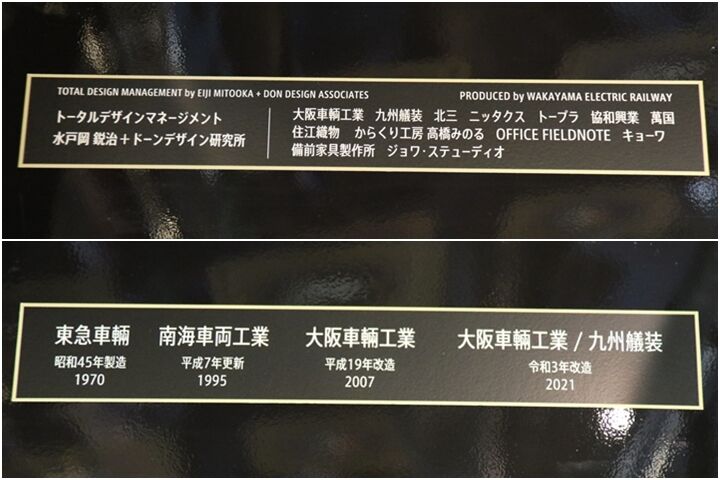 TOTAL DESIGN MANAGEMENT by EIJI MITOOKA + DON DESIGN ASSOCIATES PRODUCED by WAKAYAMA ELECTRIC RAILWAY
トータルデザインマネージメント
水戸岡 鋭治+ドーンデザイン研究所
大阪車輌工業 九州艤装 北三 ニッタクス トープラ 協和興業 萬国
住江織物 からくり工房 高橋みのる OFFICE FIELDNOTE キョーワ
備前家具製作所 ジョワ・ステューディオ
東急車輛 南海車両工業 大阪車輛工業 大阪車輛工業 / 九州艤装
昭和45年製造 平成7年更新 平成19年改造 令和3年改造
1970 1995 2007 2021